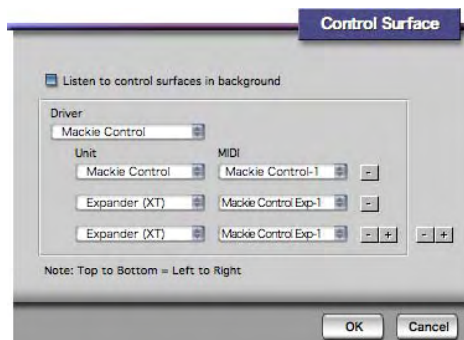 Control Surface
Listen to control surfaces in background
Driver
Mackie Control
Unit MIDI
Mackie Control Mackie Control-1 -
Expander (XT) Mackie Control Exp-1 -
Expander (XT) Mackie Control Exp-1 - + - +
Note: Top to Bottom = Left to Right
OK Cancel